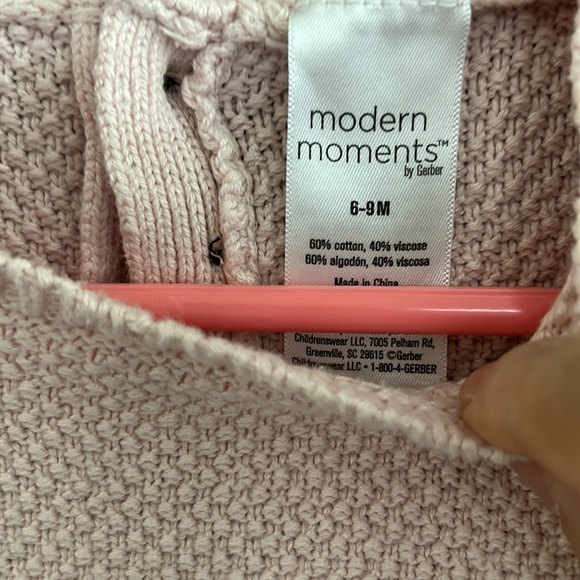 modern
moments™
by Gerber
6-9M
60% cotton, 40% viscose
60% algodón, 40% viscosa
Made in China
Childrenswear LLC, 7005 Pelham Rd,
Greenville, SC 29615 ©Gerber
Childrenswear LLC • 1-800-4-GERBER